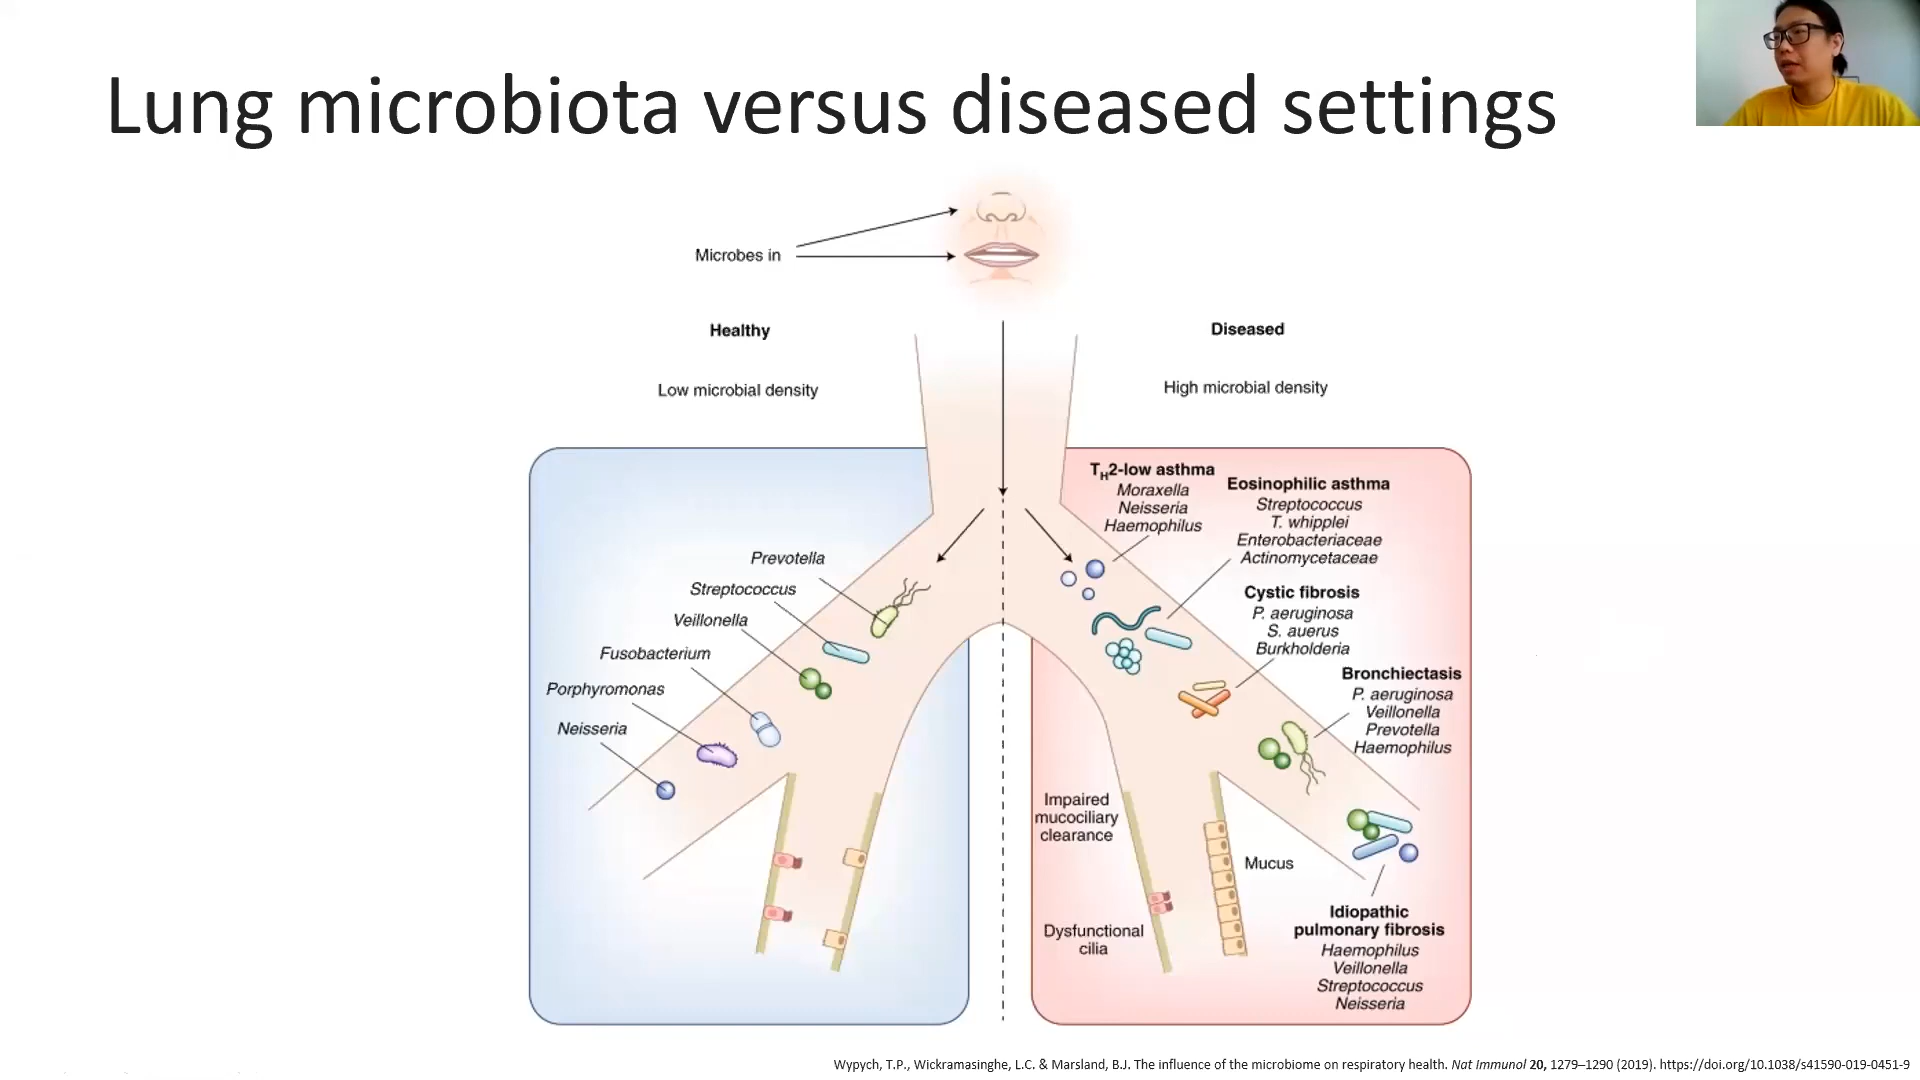 Lung microbiota versus diseased settings
Microbes in
Healthy
Low microbial density
Prevotella
Streptococcus
Veillonella
Fusobacterium
Porphyromonas
Neisseria
Diseased
High microbial density
TH2-low asthma
Moraxella
Neisseria
Haemophilus
Eosinophilic asthma
Streptococcus
T. whipplei
Enterobacteriaceae
Actinomycetaceae
Cystic fibrosis
P. aeruginosa
S. auerus
Burkholderia
Bronchiectasis
P. aeruginosa
Veillonella
Prevotella
Haemophilus
Impaired
mucociliary
clearance
Mucus
Dysfunctional
cilia
Idiopathic
pulmonary fibrosis
Haemophilus
Veillonella
Streptococcus
Neisseria
Wypych, T.P., Wickramasinghe, L.C. & Marsland, B.J. The influence of the microbiome on respiratory health. Nat Immunol 20, 1279–1290 (2019). https://doi.org/10.1038/s41590-019-0451-9